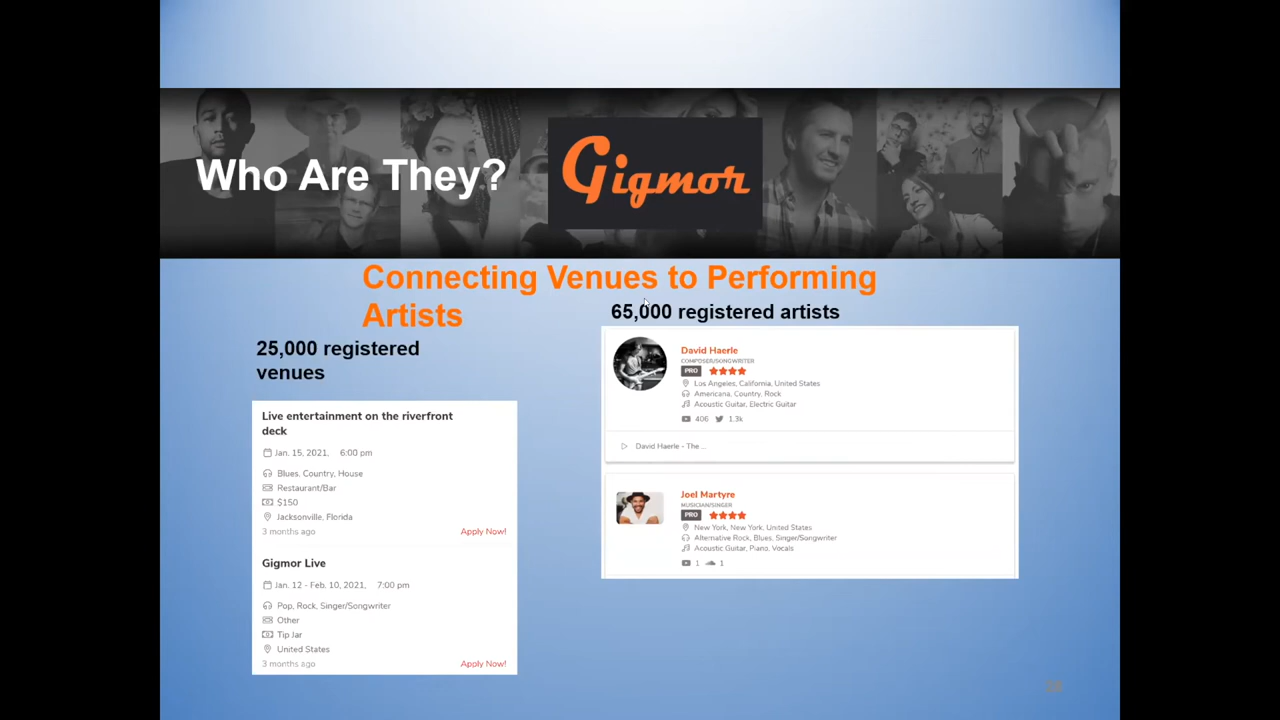 Who Are They?
Gigmor
Connecting Venues to Performing
Artists
25,000 registered
venues
Live entertainment on the riverfront
deck
Jan. 15, 2021, 6:00 pm
Blues, Country, House
Restaurant/Bar
$150
Jacksonville, Florida
3 months ago Apply Now!
Gigmor Live
Jan. 12 - Feb. 10, 2021, 7:00 pm
Pop, Rock, Singer/Songwriter
Other
Tip Jar
United States
3 months ago Apply Now!
65,000 registered artists
David Haerle
COMPOSER/SONGWRITER
PRO
Los Angeles, California, United States
Americana, Country, Rock
Acoustic Guitar, Electric Guitar
406 1.3k
David Haerle - The ...
Joel Martyre
MUSICIAN/SINGER
PRO
New York, New York, United States
Alternative Rock, Blues, Singer/Songwriter
Acoustic Guitar, Piano, Vocals
1 1